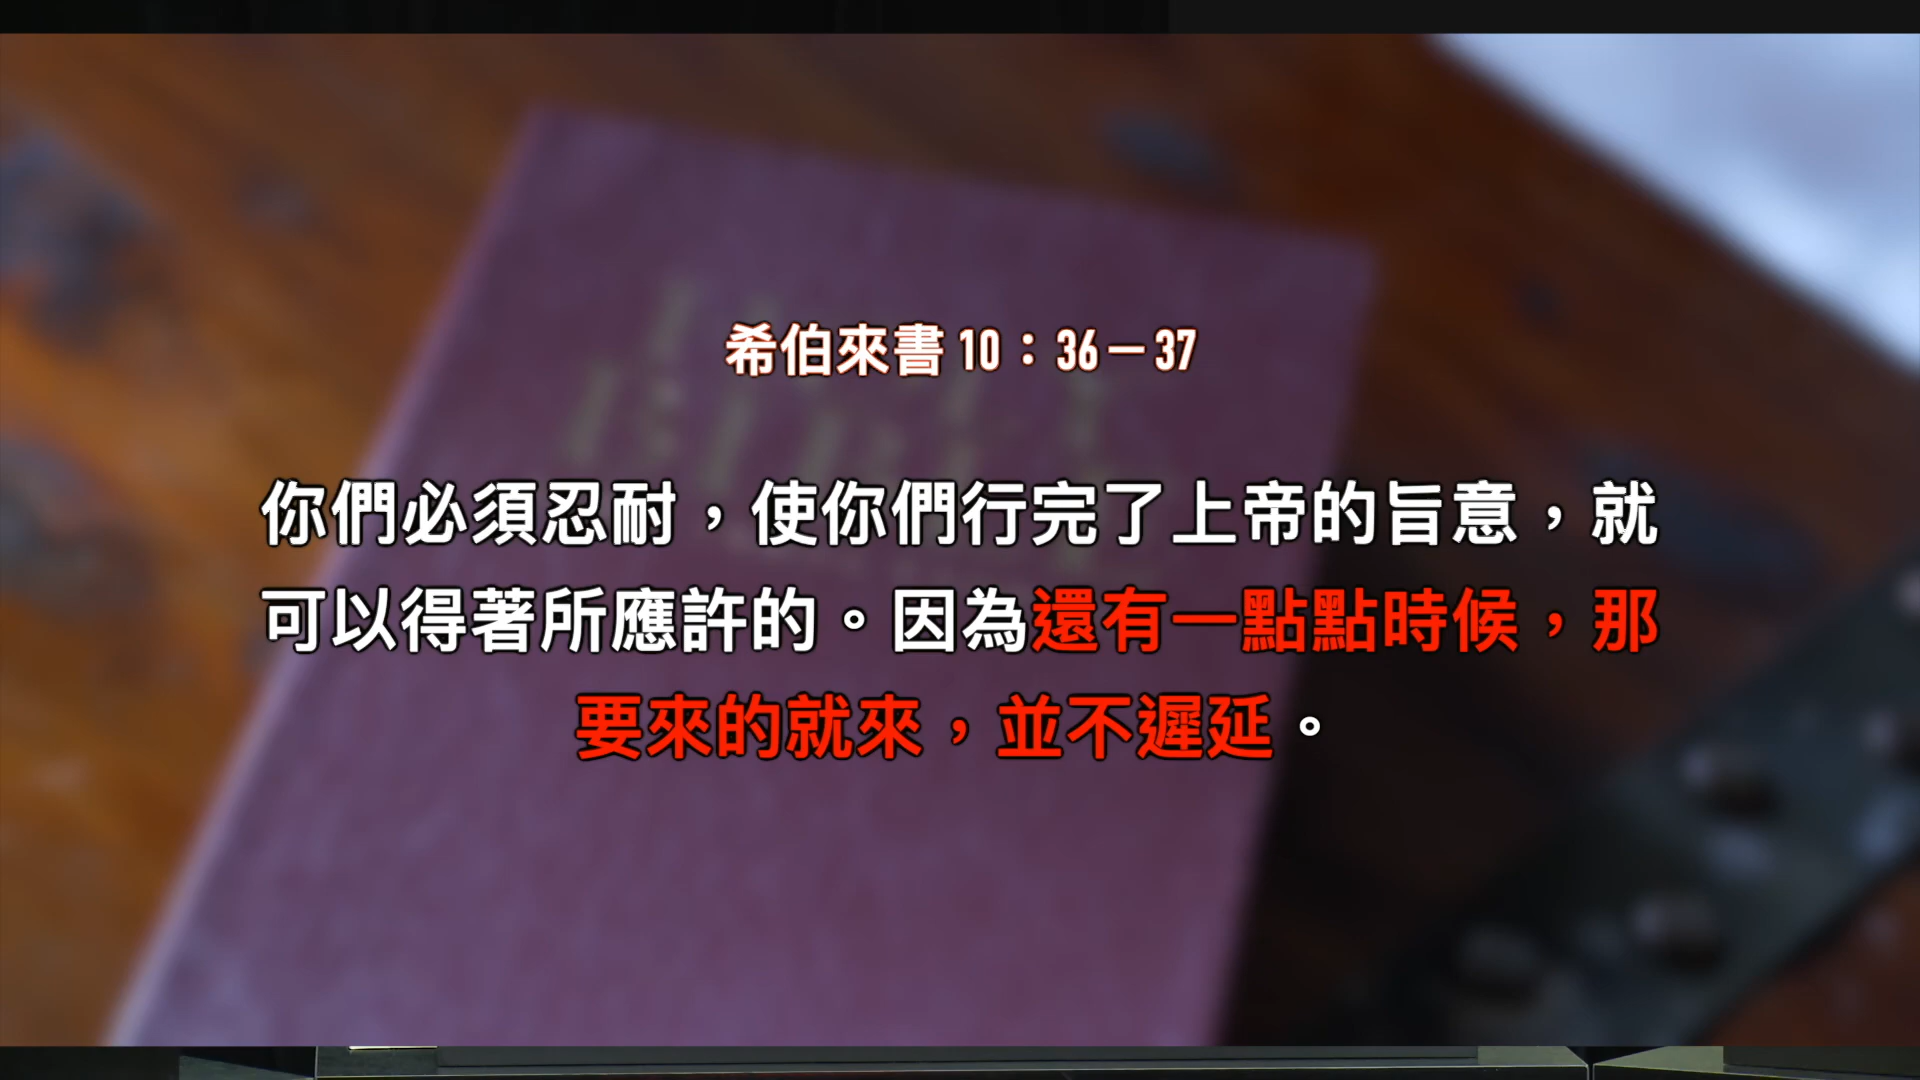 希伯來書 10：36－37
你們必須忍耐，使你們行完了上帝的旨意，就
可以得著所應許的。因為還有一點點時候，那
要來的就來，並不遲延。